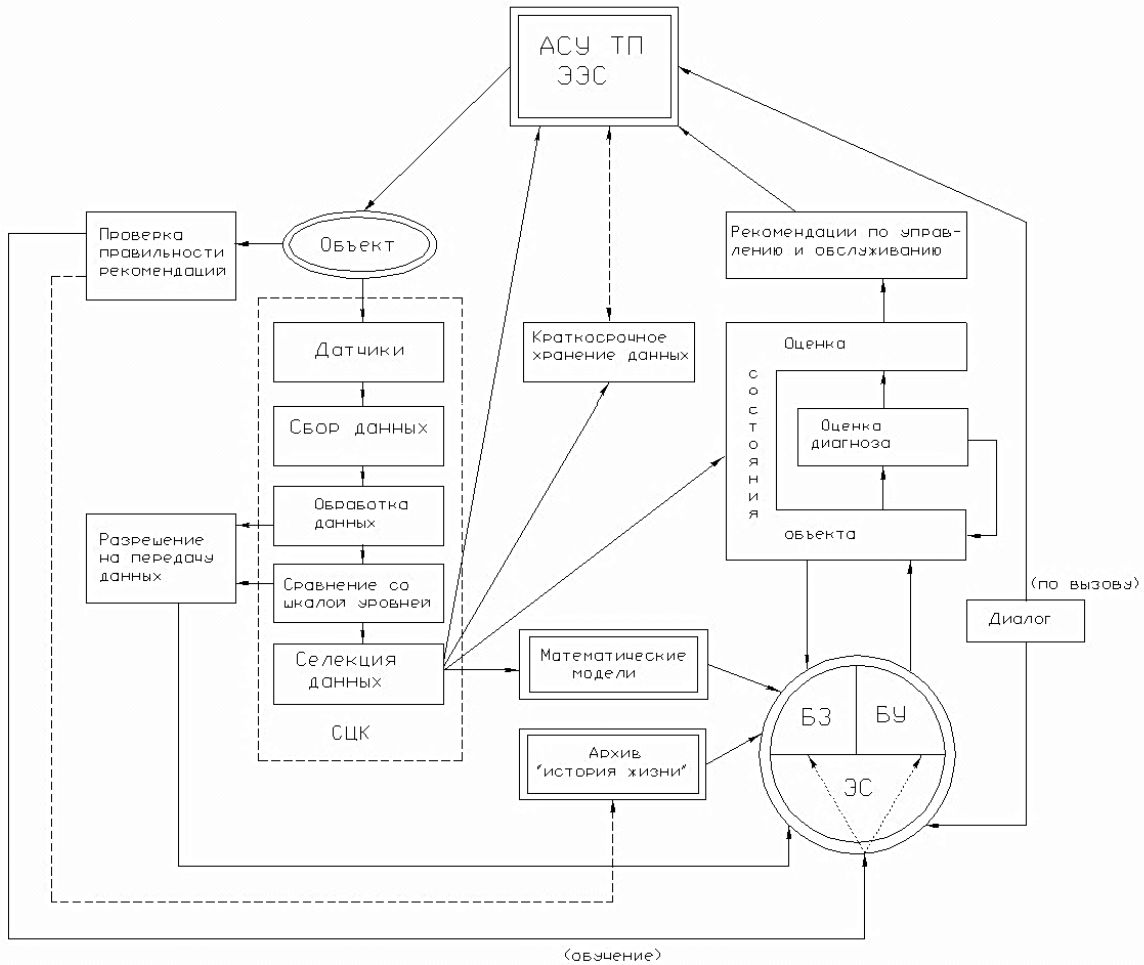 АСУ ТП
ЭЭС
Проверка
правильности
рекомендаций
Объект
Рекомендации по управ-
лению и обслуживанию
Датчики
Краткосрочное
хранение данных
Оценка
состояния
объекта
Оценка
диагноза
Сбор данных
Обработка
данных
Разрешение
на передачу
данных
Сравнение со
шкалой уровней
Селекция
данных
СЦК
(по вызову)
Диалог
Математические
модели
Архив
"история жизни"
БЗ
БУ
ЭС
(обучение)